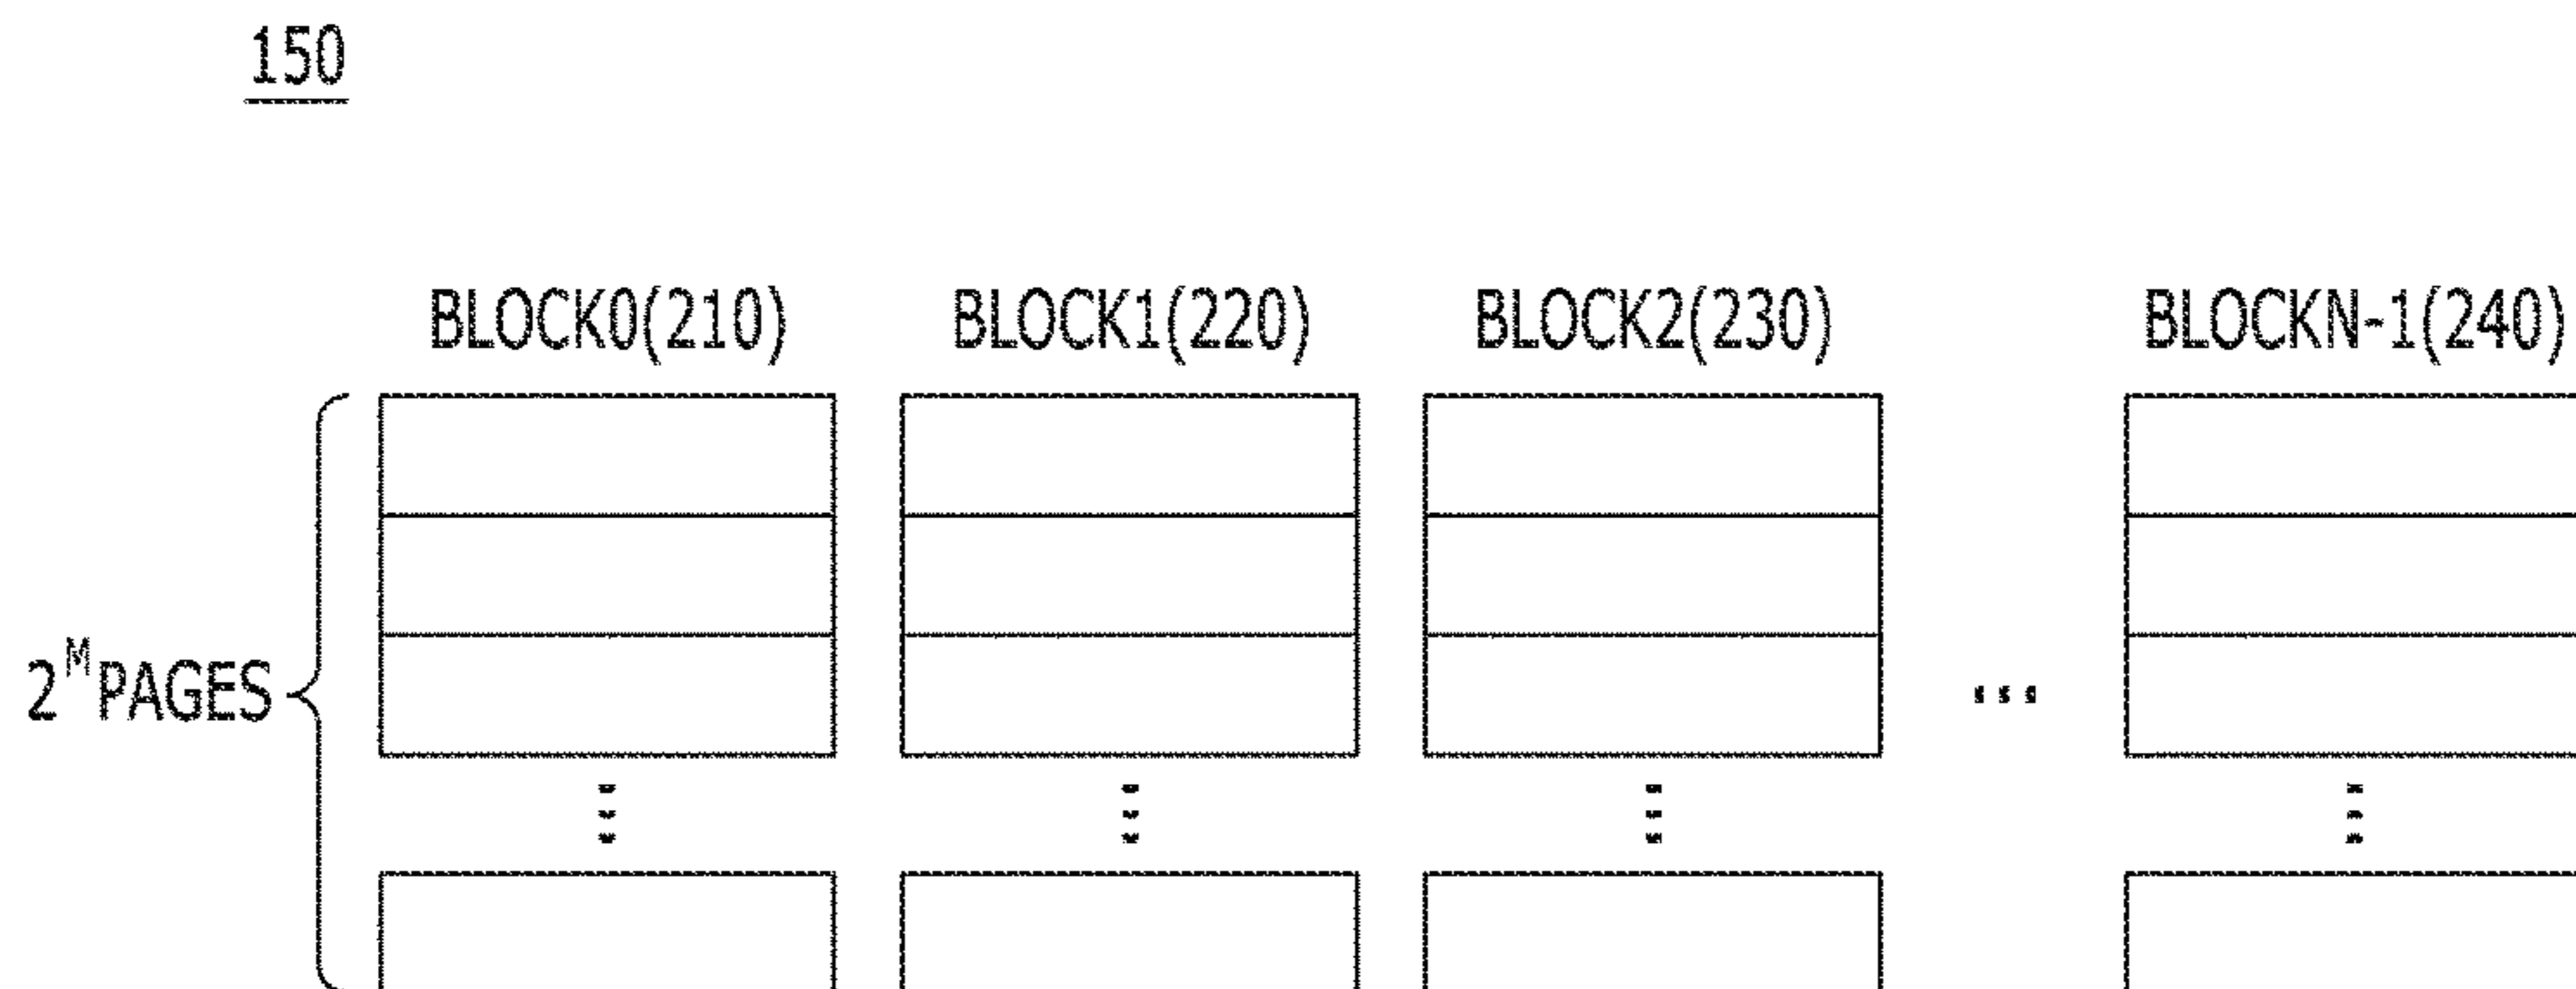 150
BLOCK0(210) BLOCK1(220) BLOCK2(230) BLOCKN-1(240)
2^M PAGES
...